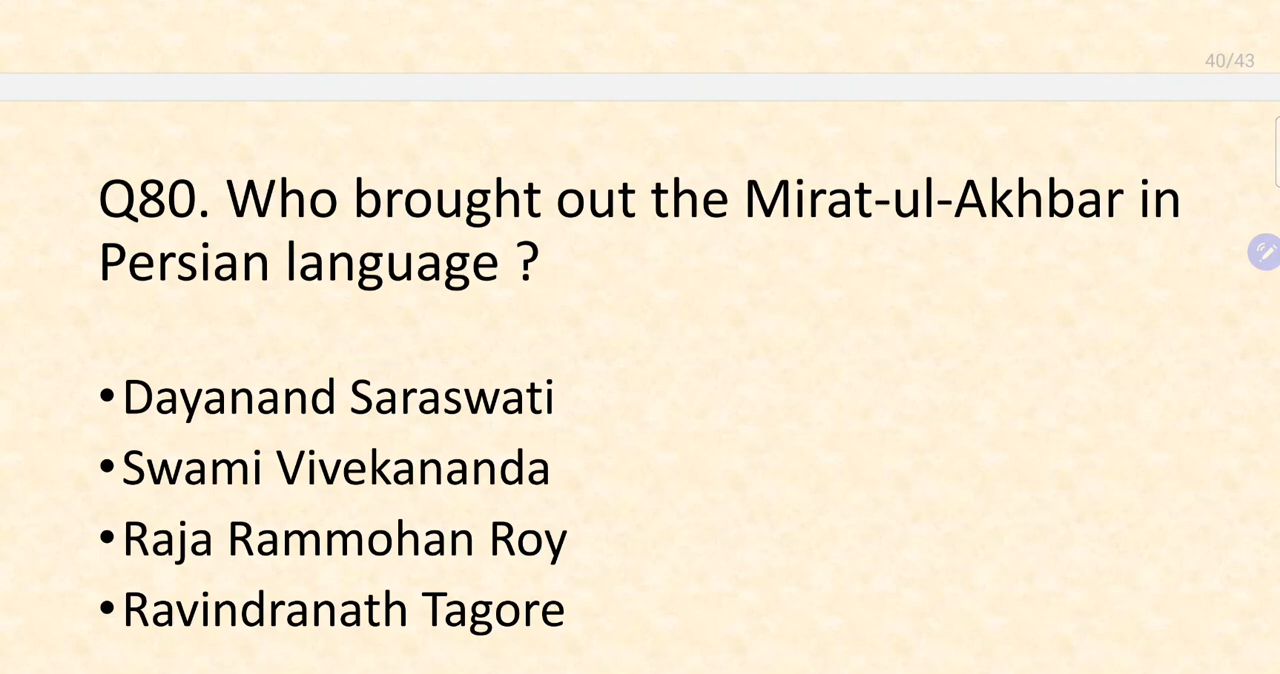 40/43
Q80. Who brought out the Mirat-ul-Akhbar in
Persian language ?
•Dayanand Saraswati
•Swami Vivekananda
•Raja Rammohan Roy
•Ravindranath Tagore